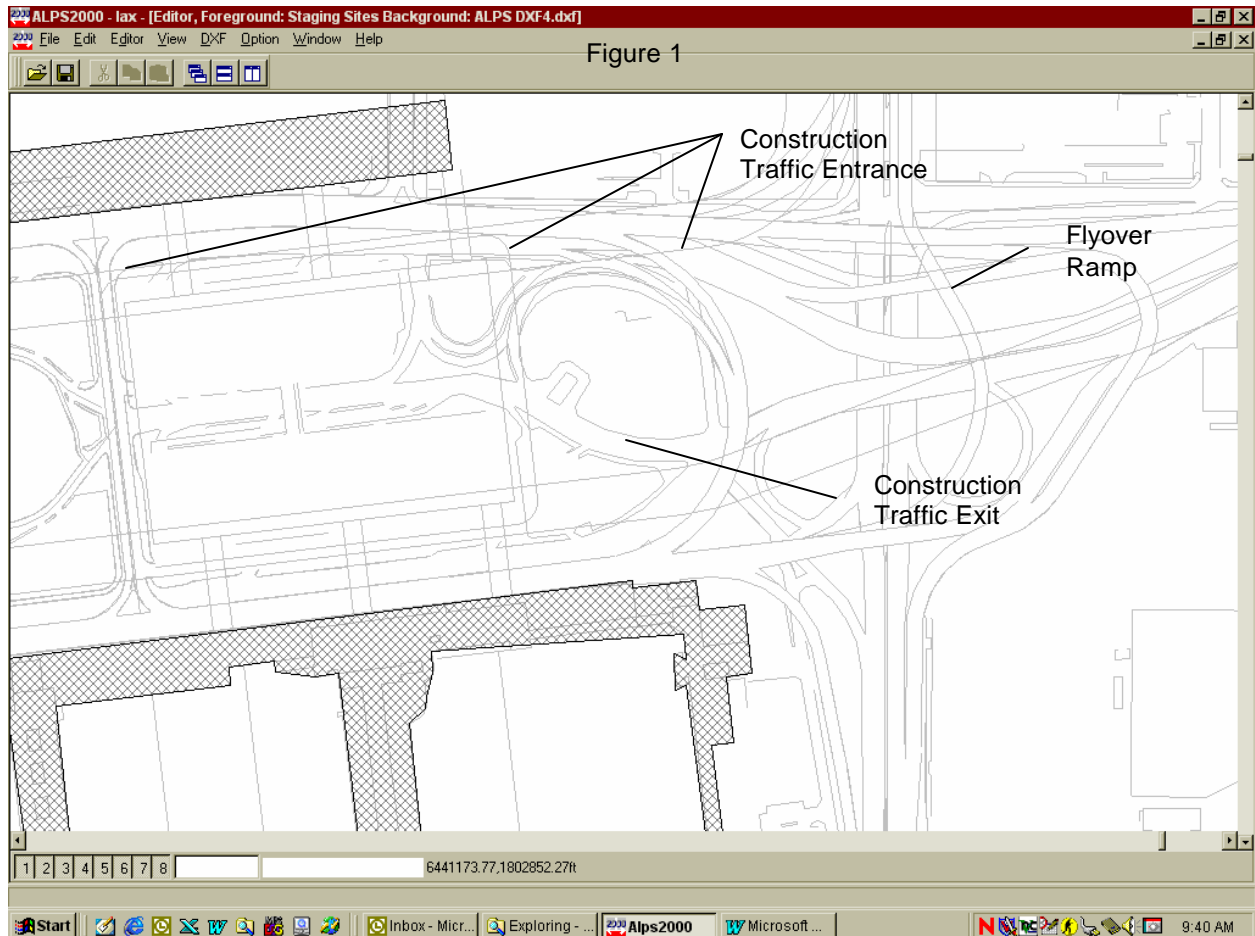 ALPS2000 - lax - [Editor, Foreground: Staging Sites Background: ALPS DXF4.dxf]
File Edit Editor View DXF Option Window Help
Figure 1
Construction
Traffic Entrance
Flyover
Ramp
Construction
Traffic Exit
1 2 3 4 5 6 7 8 6441173.77,1802852.27ft
Start Inbox - Micr... Exploring - ... Alps2000 Microsoft ... 9:40 AM